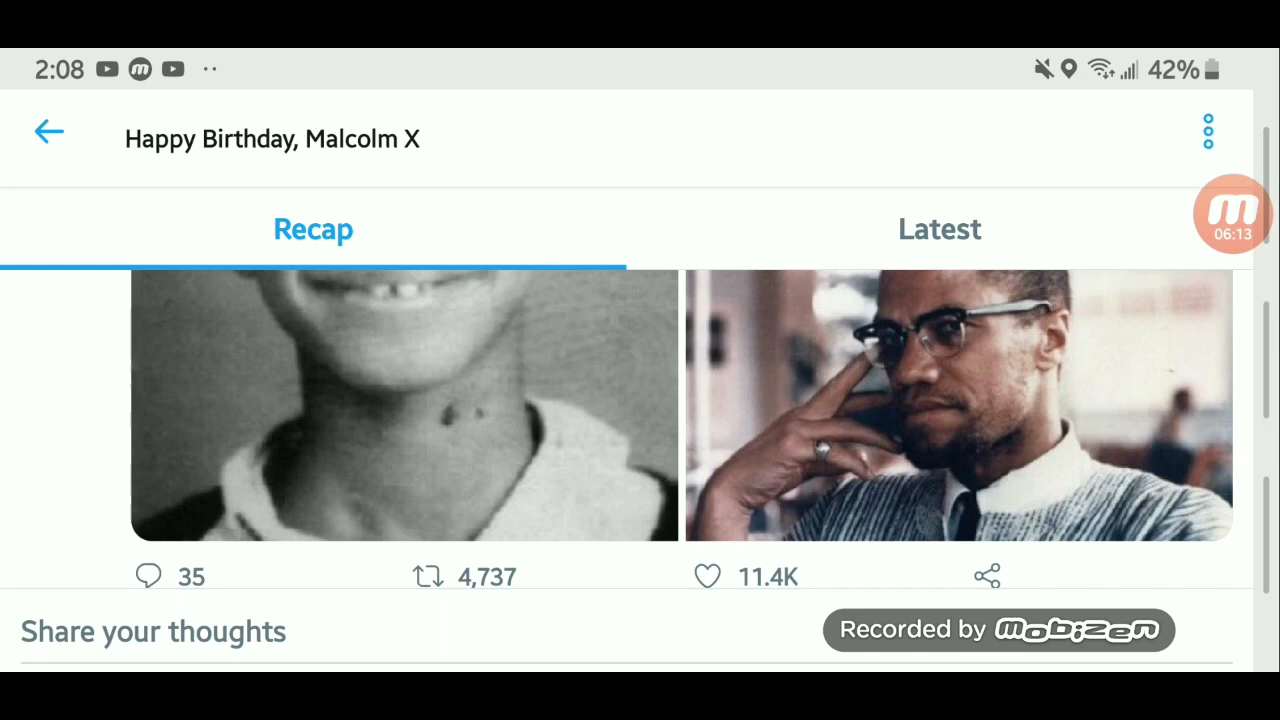 2:08
42%
Happy Birthday, Malcolm X
m
06:13
Recap
Latest
35
4,737
11.4K
Share your thoughts
Recorded by mobizen